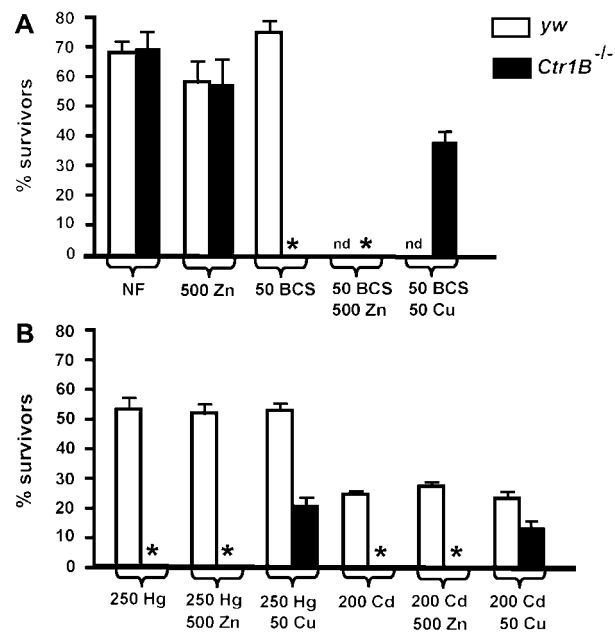 A
80
70
60
50
40
30
20
10
0
% survivors
yw
Ctr1B-/-
* nd * nd
NF 500 Zn 50 BCS 50 BCS 50 BCS
500 Zn 50 Cu
B
80
70
60
50
40
30
20
10
0
% survivors
* * * *
250 Hg 250 Hg 250 Hg 200 Cd 200 Cd 200 Cd
500 Zn 50 Cu 500 Zn 50 Cu